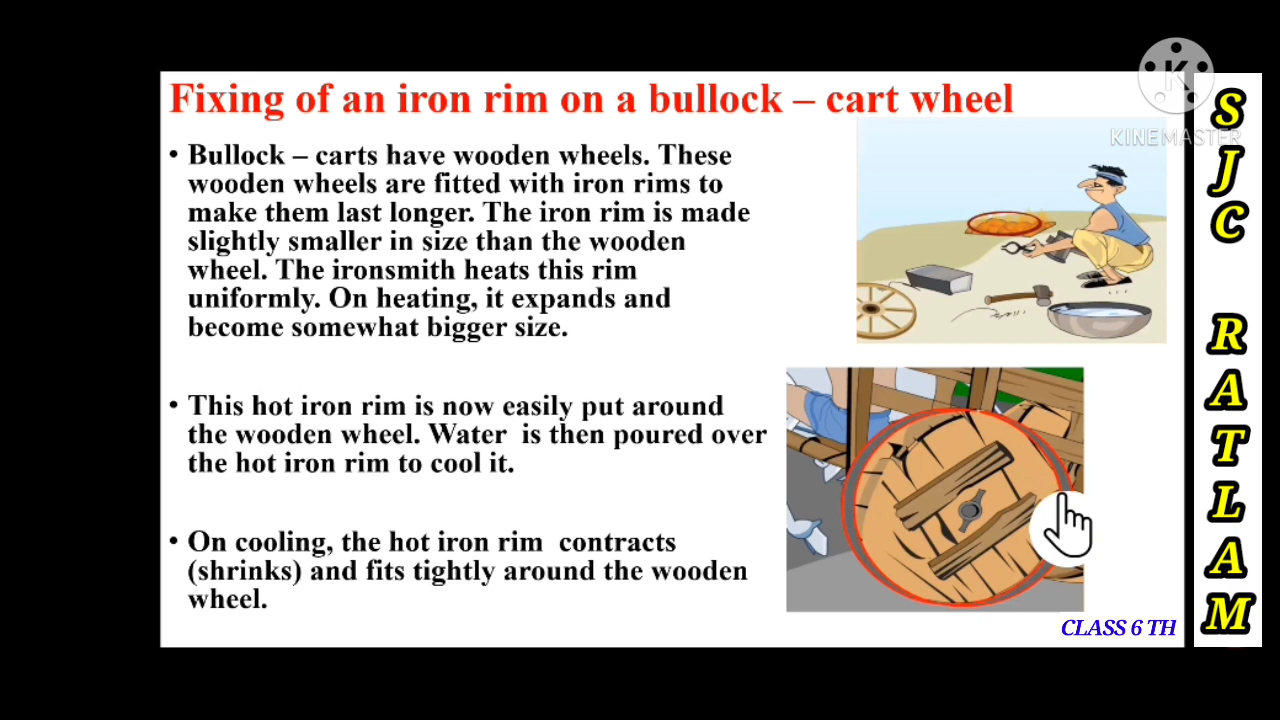 Fixing of an iron rim on a bullock – cart wheel
• Bullock – carts have wooden wheels. These
wooden wheels are fitted with iron rims to
make them last longer. The iron rim is made
slightly smaller in size than the wooden
wheel. The ironsmith heats this rim
uniformly. On heating, it expands and
become somewhat bigger size.
• This hot iron rim is now easily put around
the wooden wheel. Water is then poured over
the hot iron rim to cool it.
• On cooling, the hot iron rim contracts
(shrinks) and fits tightly around the wooden
wheel.
CLASS 6 TH
K
KINEMASTER
SJC RATLAM